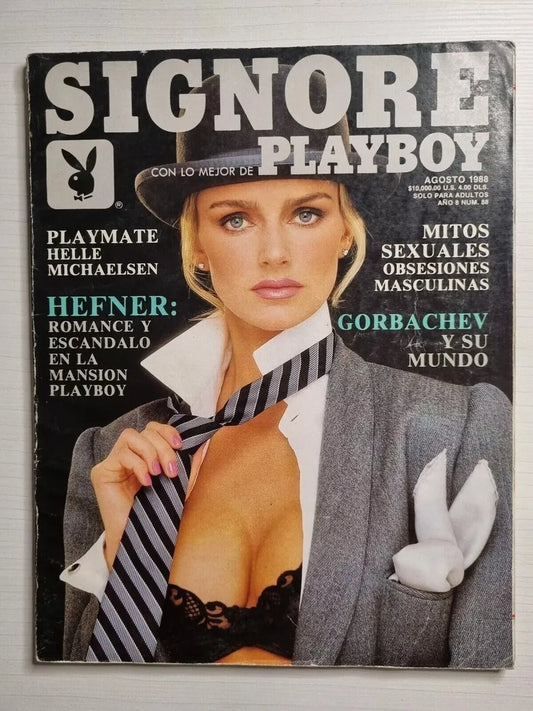 SIGNORE
CON LO MEJOR DE PLAYBOY
®
AGOSTO 1988
$10,000.00 U.S. 4.00 DLS.
SOLO PARA ADULTOS
AÑO 8 NUM. 88
PLAYMATE
HELLE
MICHAELSEN
HEFNER:
ROMANCE Y
ESCANDALO
EN LA
MANSION
PLAYBOY
MITOS
SEXUALES
OBSESIONES
MASCULINAS
GORBACHEV
Y SU
MUNDO